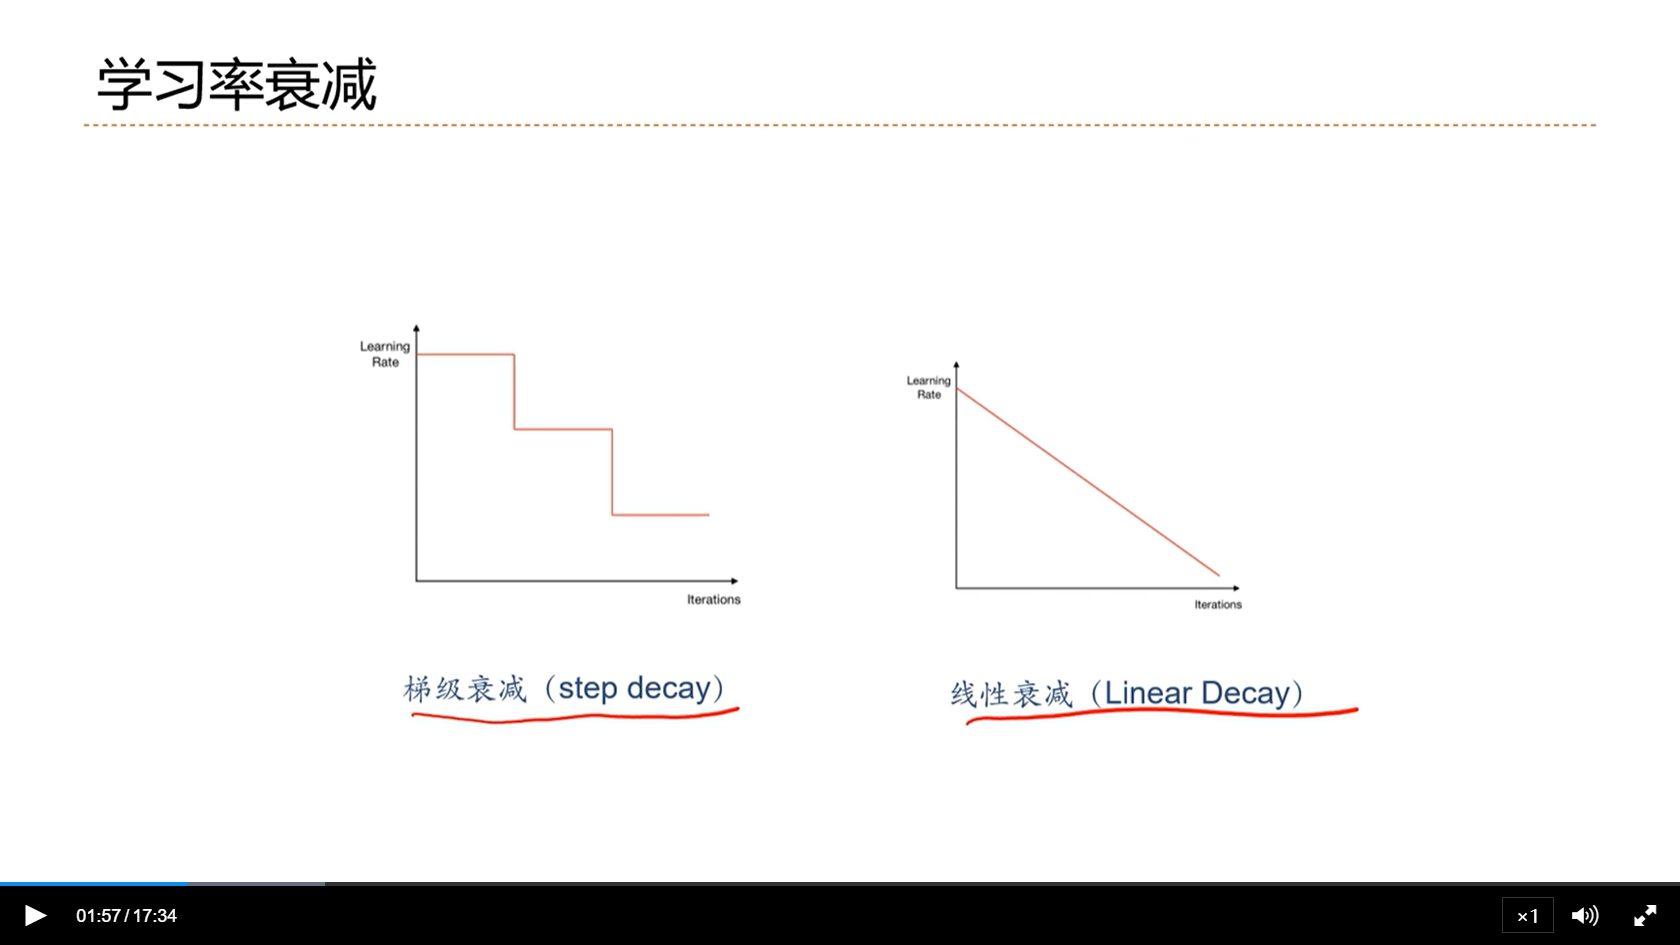 学习率衰减
Learning
Rate
Iterations
梯级衰减（step decay）
Learning
Rate
Iterations
线性衰减（Linear Decay）
01:57 / 17:34
×1